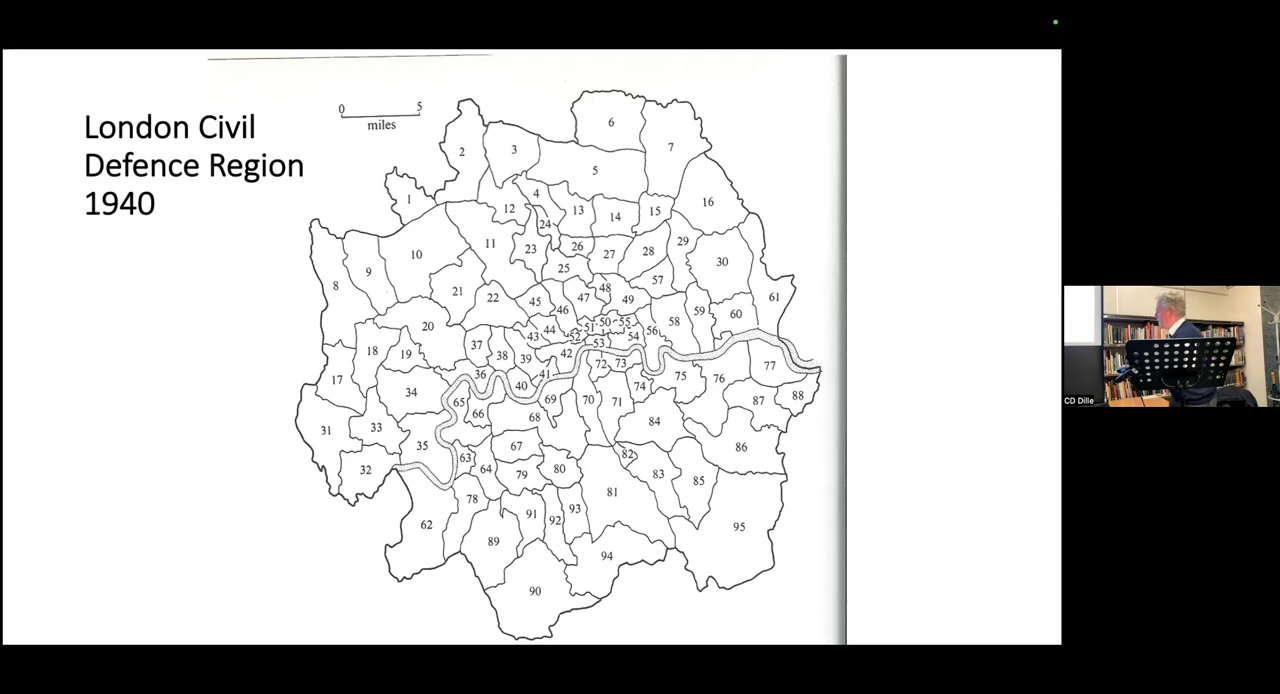 London Civil
Defence Region
1940
0 5
miles
6
2 3 7
5
1 4 16
12 13 14 15
24
10 11 23 26 27 28 29 30
9 25
8 21 22 45 46 47 48 49 57 61
20 43 44 51 50 55 56 58 59 60
52 53 54
18 19 37 38 39 42 72 73 77
17 36 40 41 74 75 76
34 65 66 69 70 71 87 88
31 33 68 84
35 67 86
32 63 64 79 80 82 83 85
78 81
62 91 92 93 95
89 94
90
CD Dille